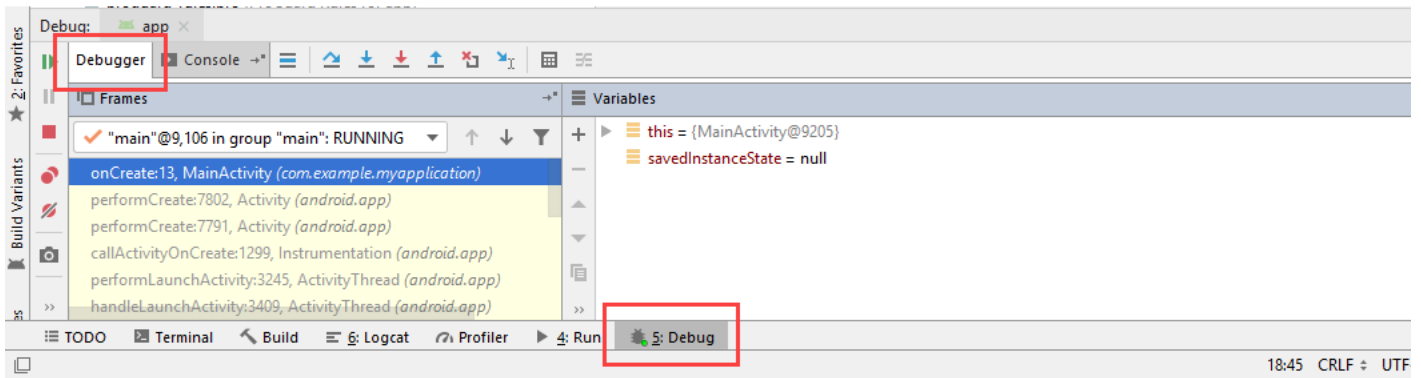 Debug: app
Debugger Console
Frames
Variables
"main"@9,106 in group "main": RUNNING
this = {MainActivity@9205}
savedInstanceState = null
onCreate:13, MainActivity (com.example.myapplication)
performCreate:7802, Activity (android.app)
performCreate:7791, Activity (android.app)
callActivityOnCreate:1299, Instrumentation (android.app)
performLaunchActivity:3245, ActivityThread (android.app)
handleLaunchActivity:3409, ActivityThread (android.app)
2: Favorites
Build Variants
TODO Terminal Build 6: Logcat Profiler 4: Run 5: Debug
18:45 CRLF UTF